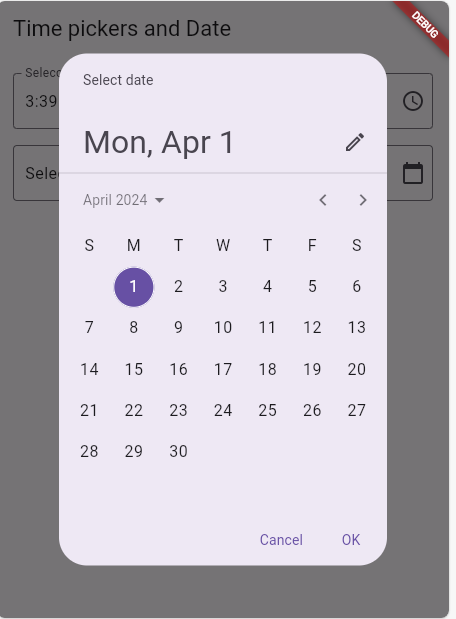 Time pickers and Date
DEBUG
Selec
3:39
Sele
Select date
Mon, Apr 1
April 2024
S M T W T F S
1 2 3 4 5 6
7 8 9 10 11 12 13
14 15 16 17 18 19 20
21 22 23 24 25 26 27
28 29 30
Cancel OK